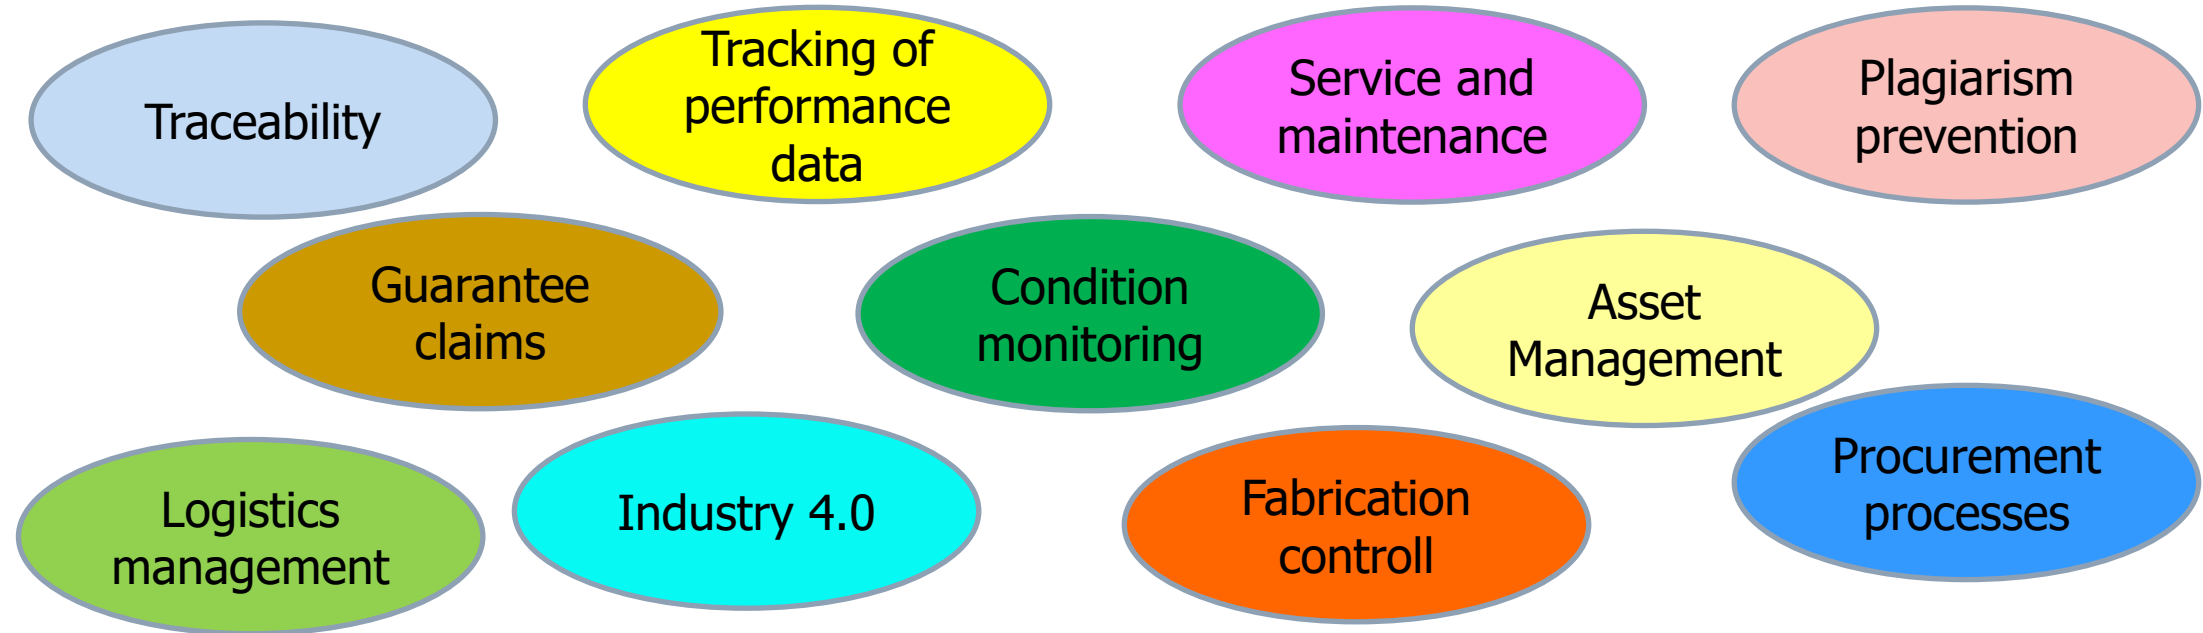 Traceability
Tracking of
performance
data
Service and
maintenance
Plagiarism
prevention
Guarantee
claims
Condition
monitoring
Asset
Management
Logistics
management
Industry 4.0
Fabrication
controll
Procurement
processes